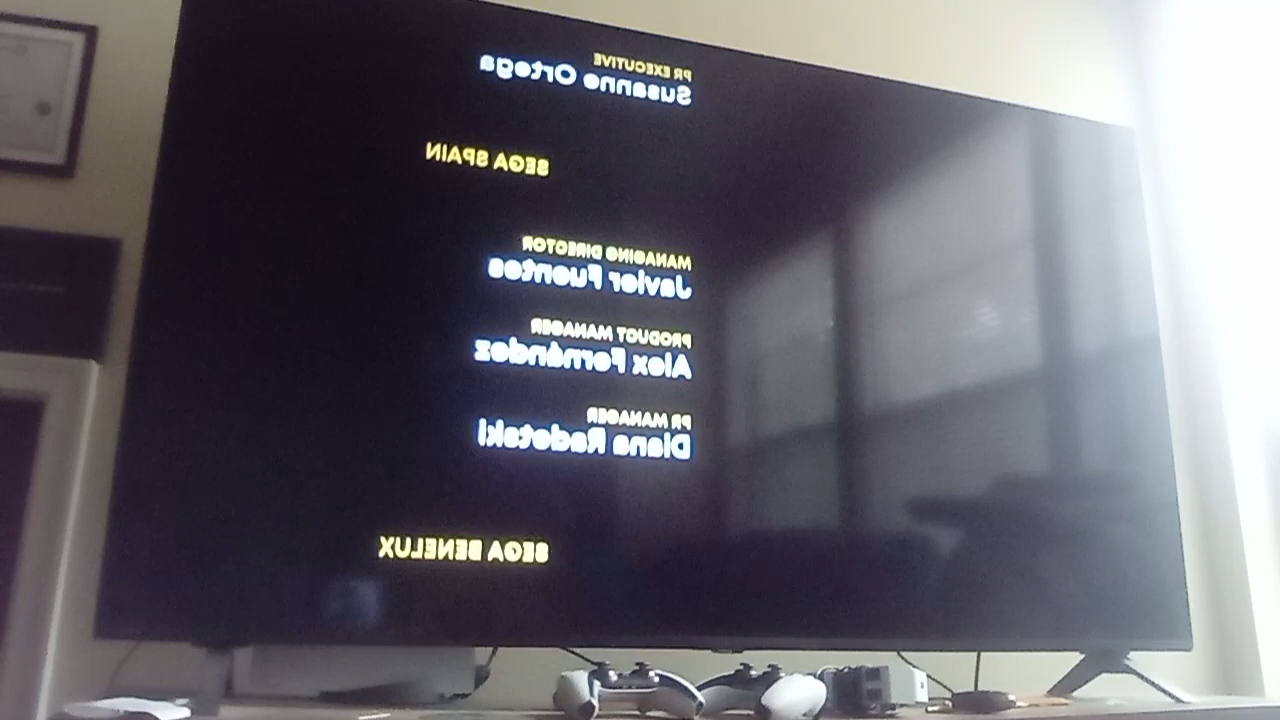 PR EXECUTIVE
Susanne Ortega
SEGA SPAIN
MANAGING DIRECTOR
Javier Fuentes
PRODUCT MANAGER
Alex Fernández
PR MANAGER
Diana Radetski
SEGA BENELUX